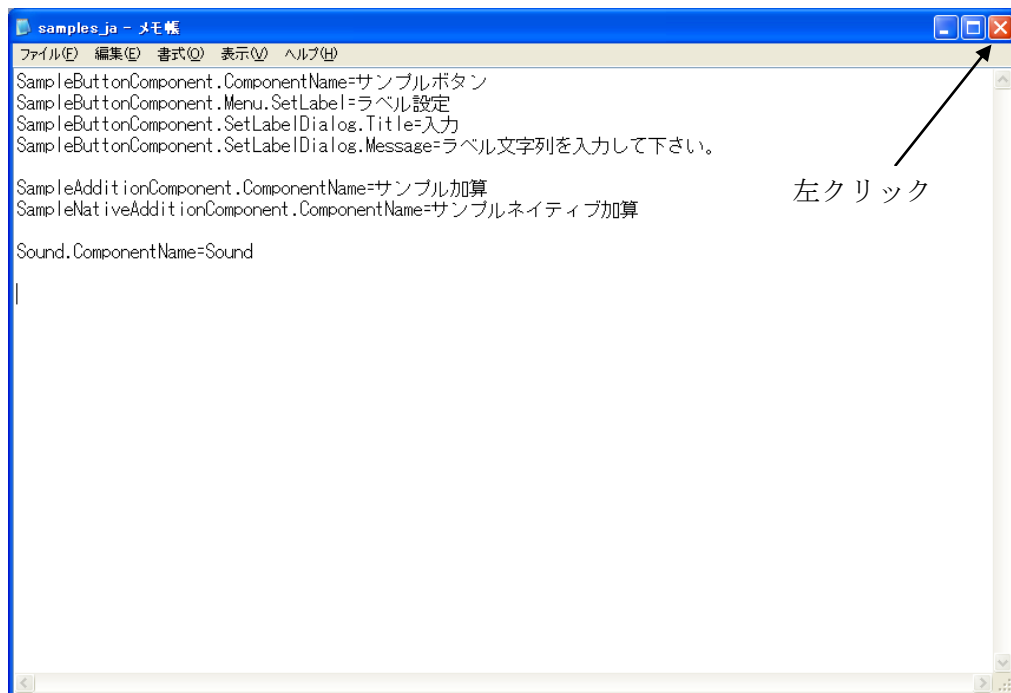 samples_ja - メモ帳
ファイル(F) 編集(E) 書式(O) 表示(V) ヘルプ(H)
SampleButtonComponent.ComponentName=サンプルボタン
SampleButtonComponent.Menu.SetLabel=ラベル設定
SampleButtonComponent.SetLabelDialog.Title=入力
SampleButtonComponent.SetLabelDialog.Message=ラベル文字列を入力して下さい。
SampleAdditionComponent.ComponentName=サンプル加算
SampleNativeAdditionComponent.ComponentName=サンプルネイティブ加算
Sound.ComponentName=Sound
左クリック